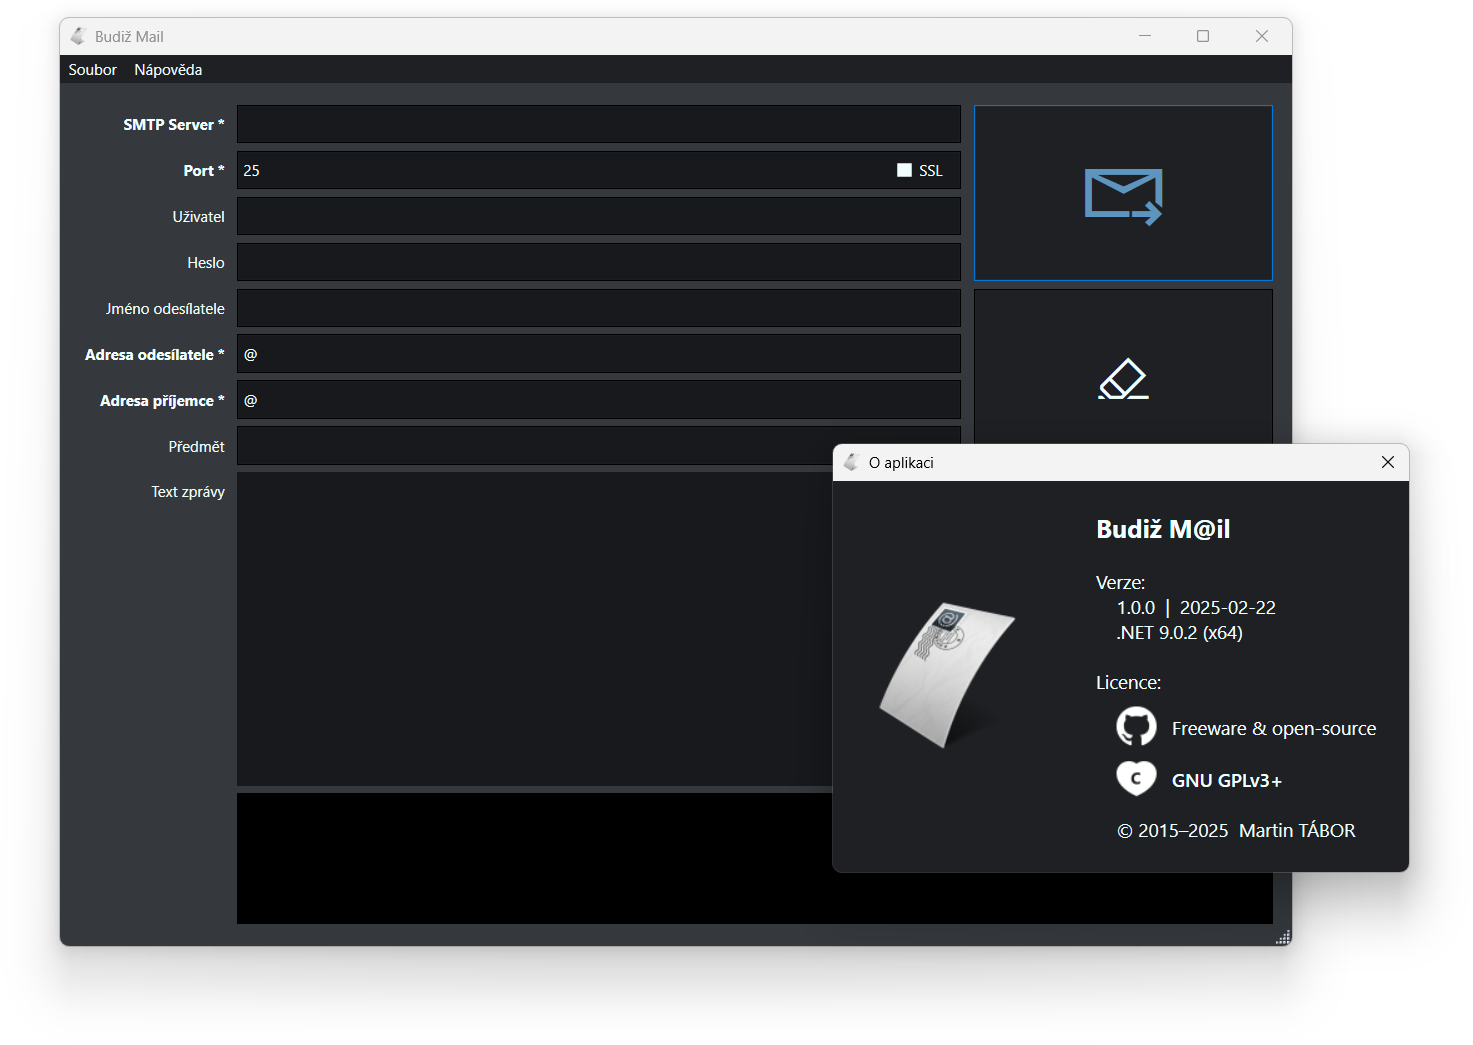 Budiž Mail
Soubor Nápověda
SMTP Server *
Port * 25 SSL
Uživatel
Heslo
Jméno odesílatele
Adresa odesílatele * @
Adresa příjemce * @
Předmět
Text zprávy
O aplikaci
Budiž M@il
Verze:
1.0.0 | 2025-02-22
.NET 9.0.2 (x64)
Licence:
Freeware & open-source
C GNU GPLv3+
© 2015–2025 Martin TÁBOR
@